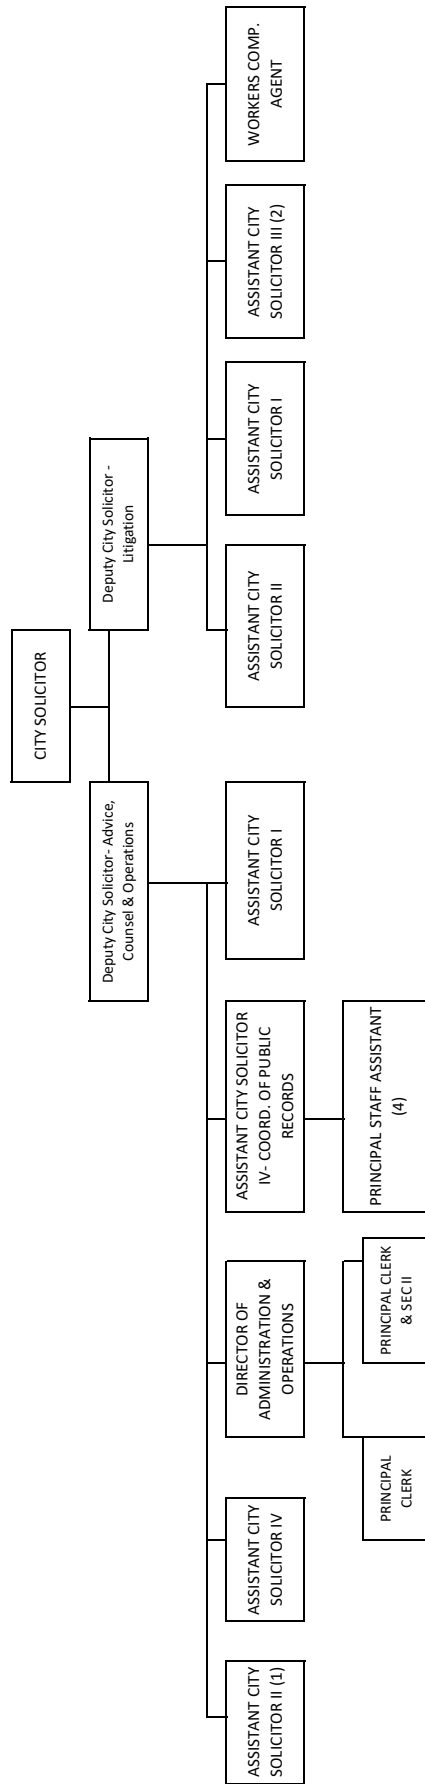 CITY SOLICITOR
Deputy City Solicitor- Advice,
Counsel & Operations
Deputy City Solicitor -
Litigation
ASSISTANT CITY
SOLICITOR II (1)
ASSISTANT CITY
SOLICITOR IV
DIRECTOR OF
ADMINISTRATION &
OPERATIONS
ASSISTANT CITY SOLICITOR
IV- COORD. OF PUBLIC
RECORDS
ASSISTANT CITY
SOLICITOR I
ASSISTANT CITY
SOLICITOR II
ASSISTANT CITY
SOLICITOR I
ASSISTANT CITY
SOLICITOR III (2)
WORKERS COMP.
AGENT
PRINCIPAL
CLERK
PRINCIPAL CLERK
& SEC II
PRINCIPAL STAFF ASSISTANT
(4)